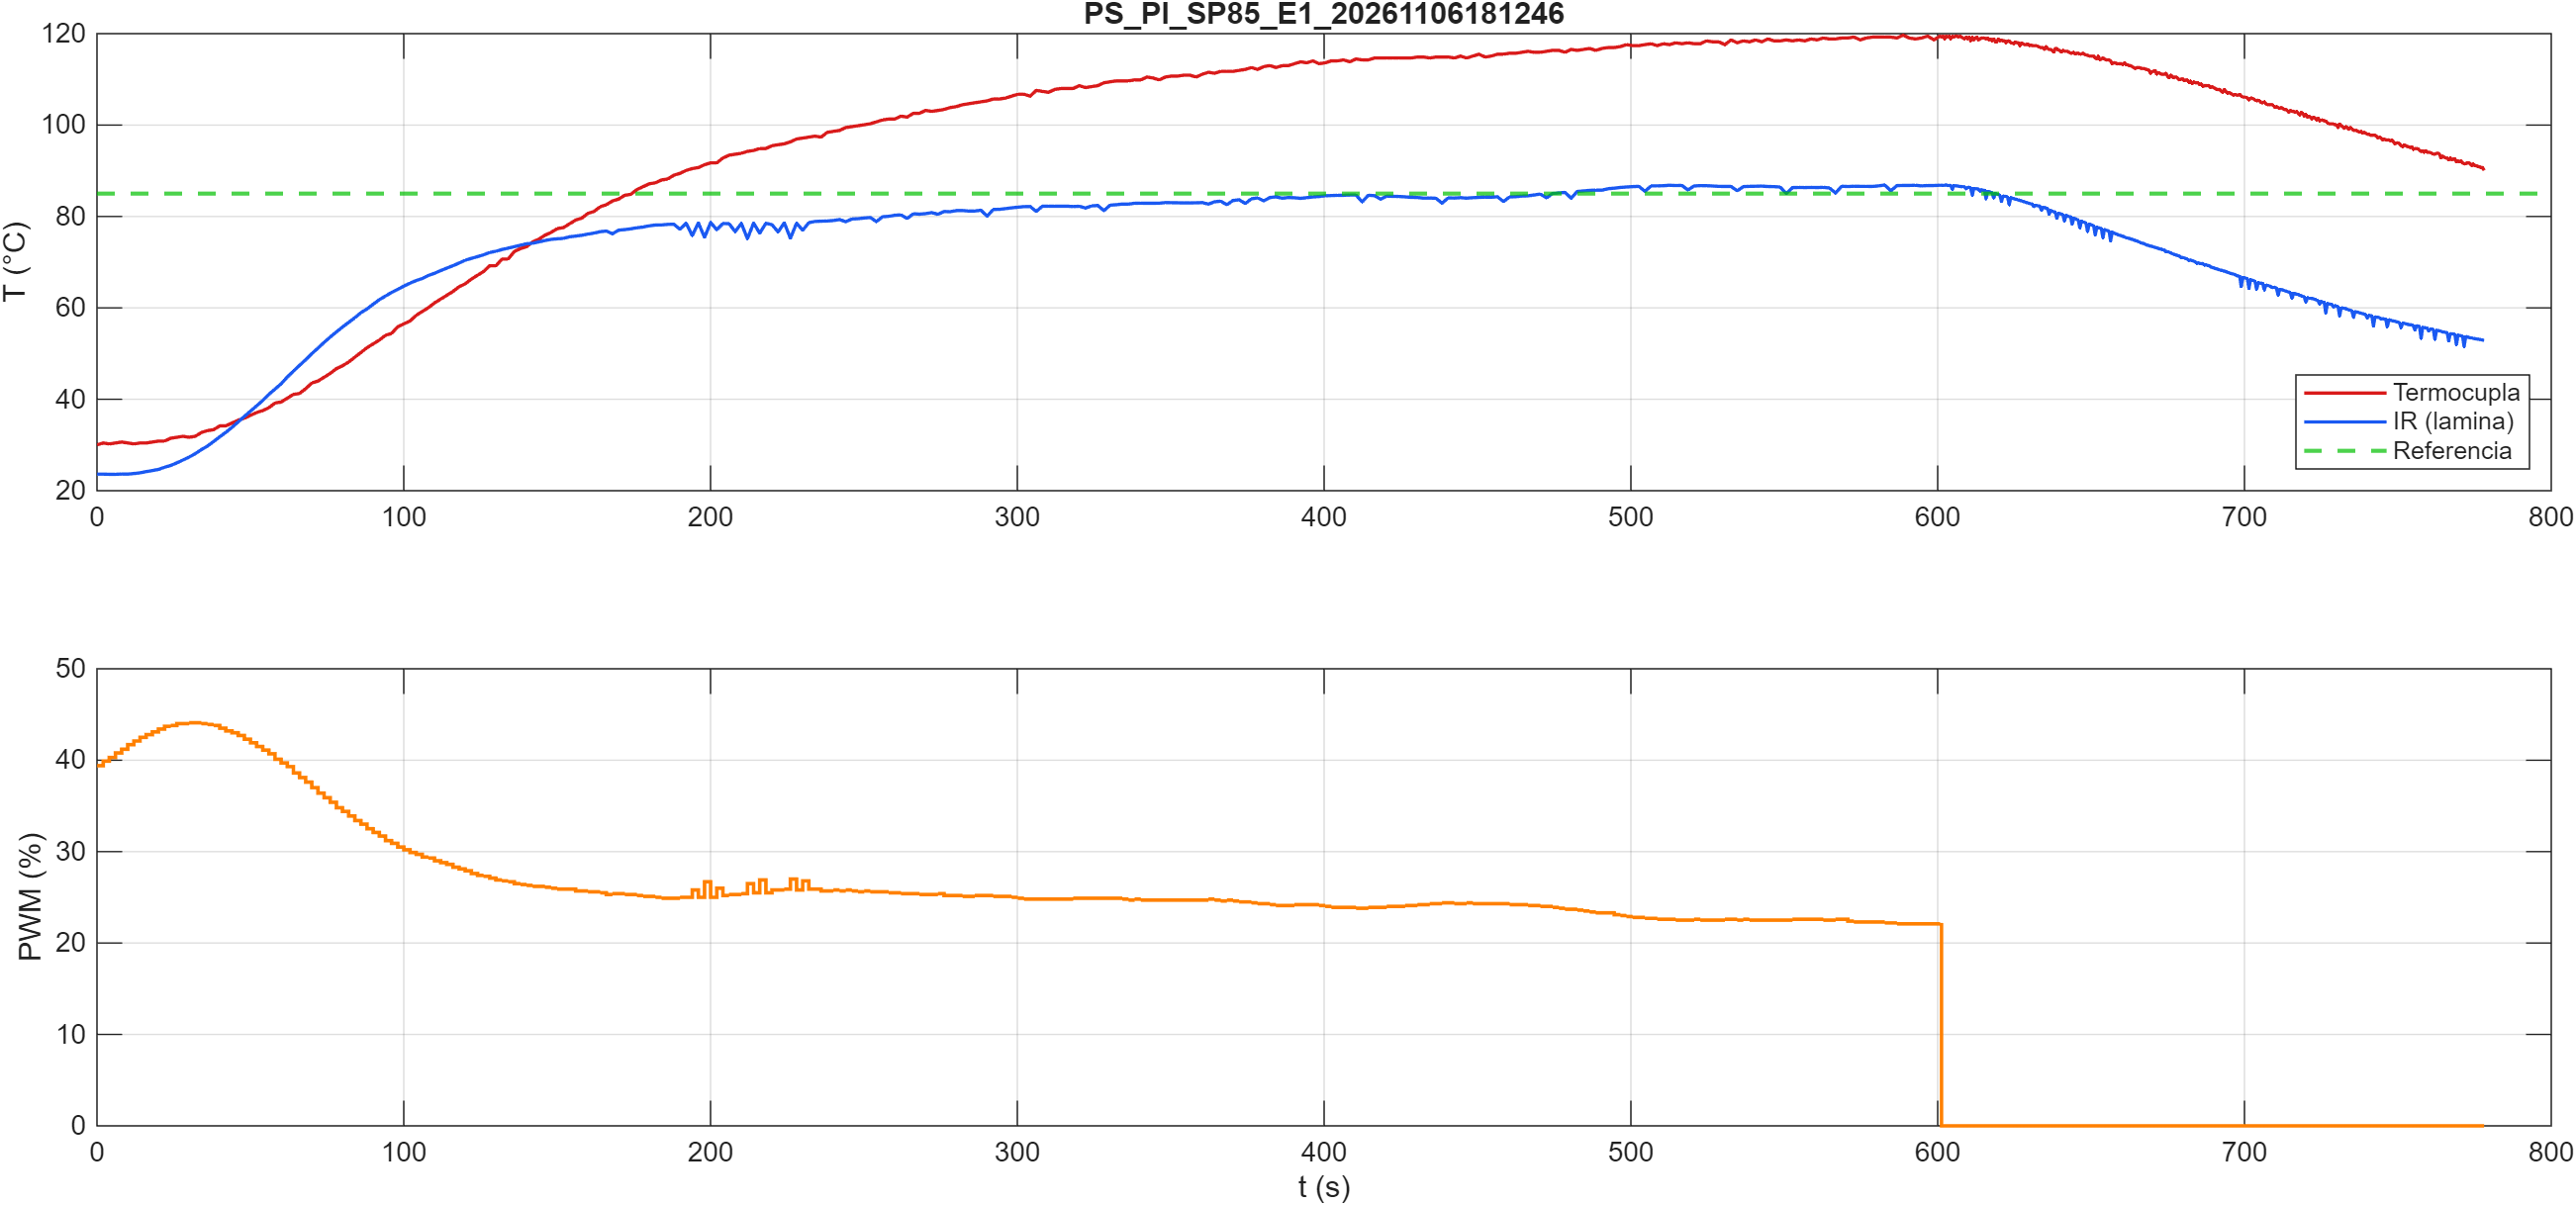 PS_PI_SP85_E1_20261106181246
120
100
80
60
40
20
T (°C)
0 100 200 300 400 500 600 700 800
Termocupla
IR (lamina)
Referencia
50
40
30
20
10
0
PWM (%)
0 100 200 300 400 500 600 700 800
t (s)